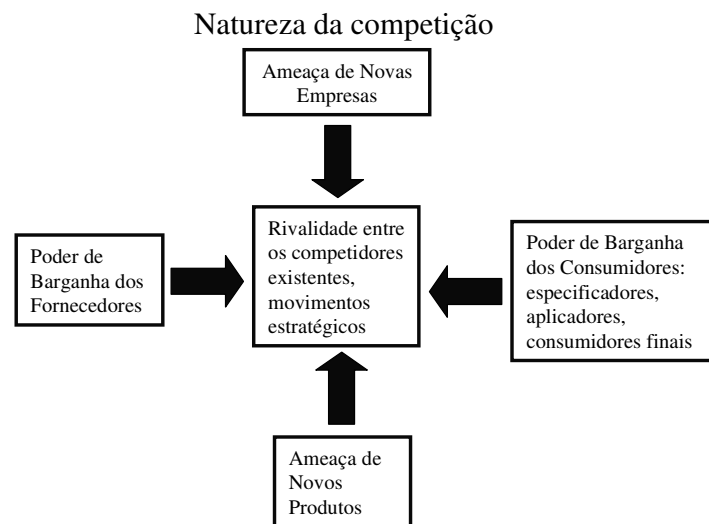 Natureza da competição
Ameaça de Novas
Empresas
Poder de
Barganha dos
Fornecedores
Rivalidade entre
os competidores
existentes,
movimentos
estratégicos
Poder de Barganha
dos Consumidores:
especificadores,
aplicadores,
consumidores finais
Ameaça de
Novos
Produtos